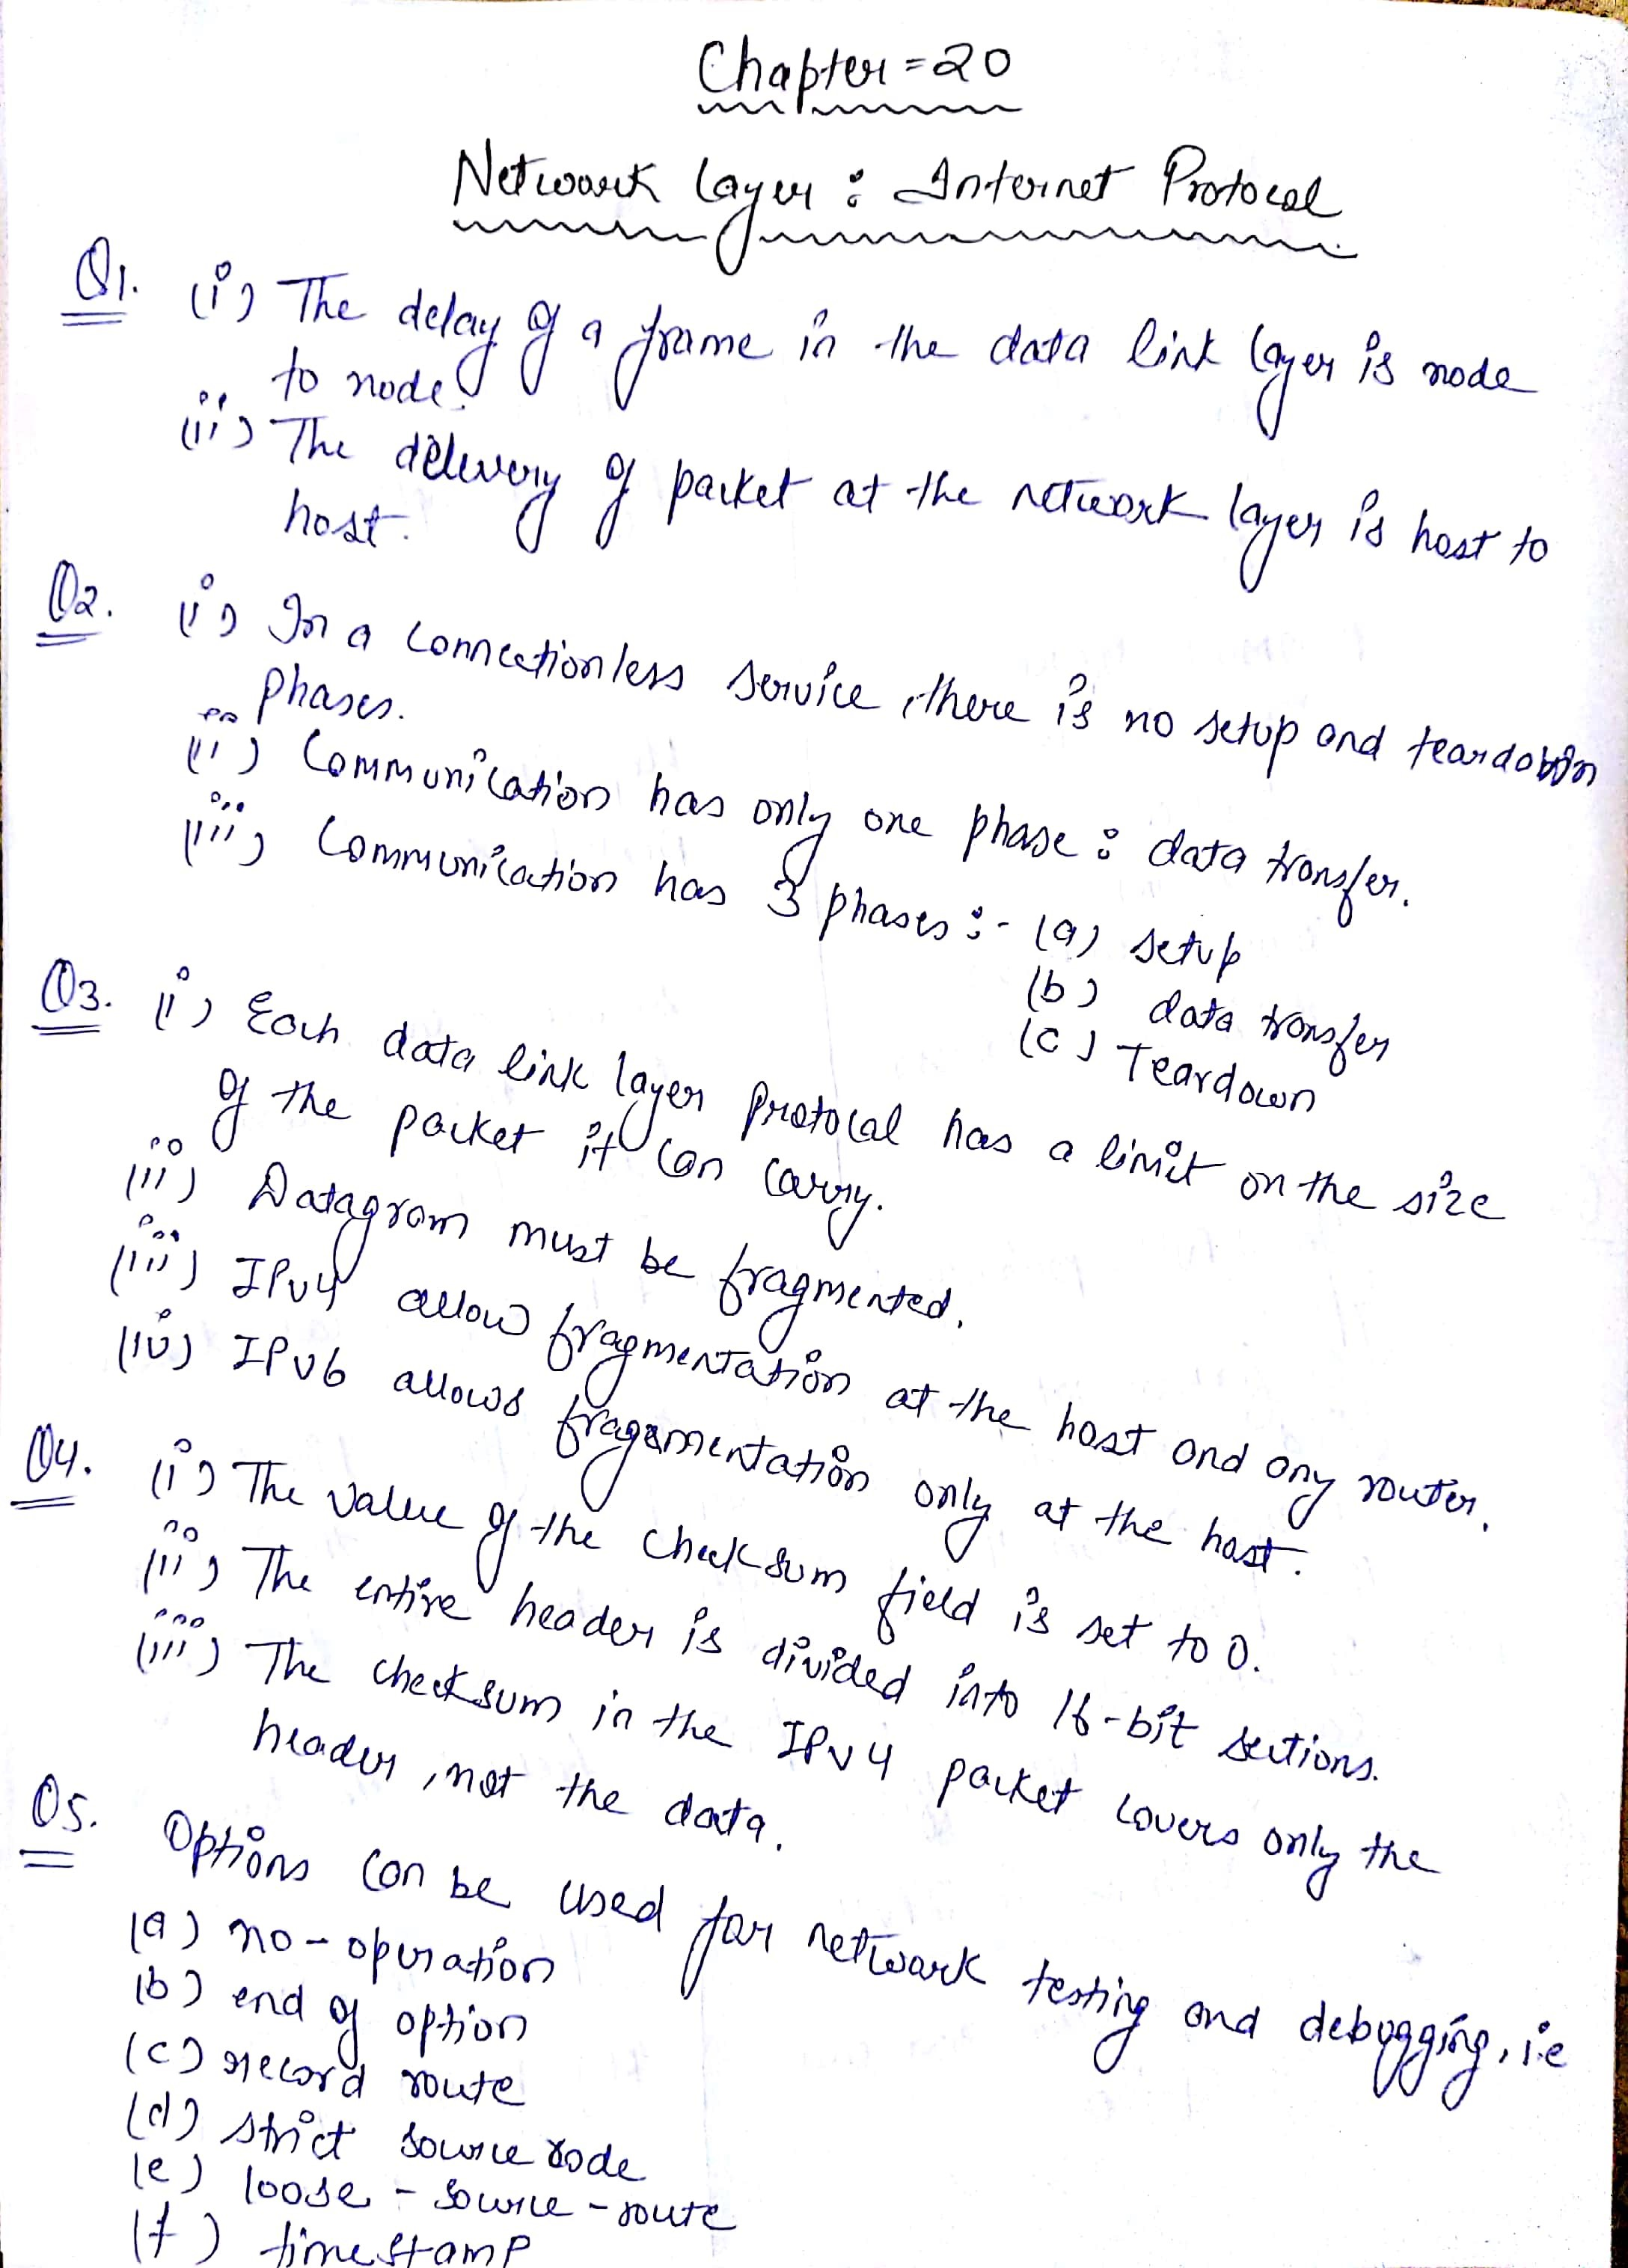 Chapter = 20
Network Layer : Internet Protocal
Q1. (i) The delay of a frame in the data link layer is node
to node.
(ii) The delivery of packet at the network layer is host to
host.
Q2. (i) In a connectionless service, there is no setup and teardown
phases.
(ii) Communication has only one phase : data transfer.
(iii) Communication has 3 phases :- (a) setup
(b) data transfer
(c) Teardown
Q3. (i) Each data link layer protocal has a limit on the size
of the packet it can carry.
(ii) Datagram must be fragmented.
(iii) IPv4 allow fragmentation at the host and any router.
(iv) IPv6 allows fragamentation only at the host.
Q4. (i) The value of the checksum field is set to 0.
(ii) The entire header is divided into 16-bit sections.
(iii) The checksum in the IPv4 packet covers only the
header, not the data.
Q5. Options can be used for network testing and debugging, i.e
(a) no-operation
(b) end of option
(c) record route
(d) strict source rode
(e) loose - source - route
(f) timestamp